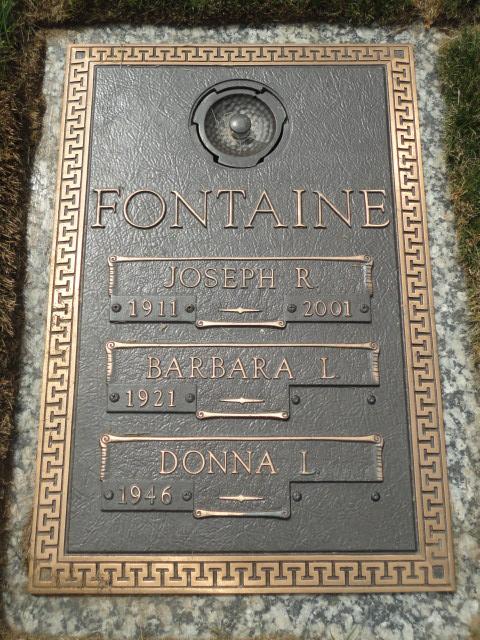 FONTAINE
JOSEPH R.
1911 2001
BARBARA L.
1921
DONNA L.
1946